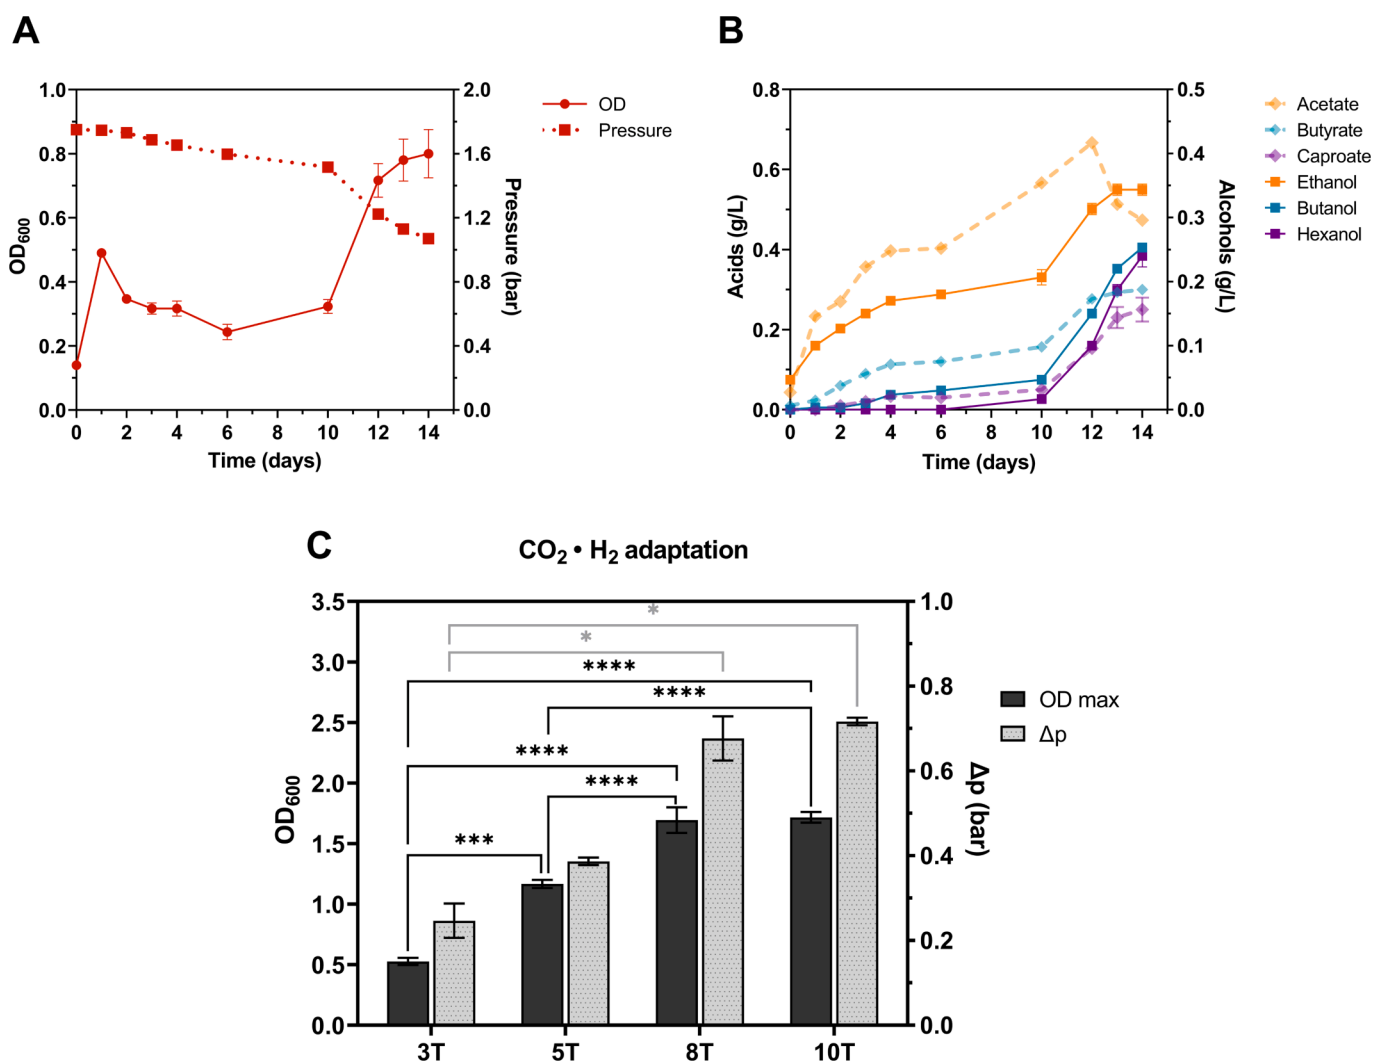 A
1.0
0.8
0.6
0.4
0.2
0.0
OD600
2.0
1.6
1.2
0.8
0.4
0.0
Pressure (bar)
0 2 4 6 8 10 12 14
Time (days)
OD
Pressure
B
0.8
0.6
0.4
0.2
0.0
Acids (g/L)
0.5
0.4
0.3
0.2
0.1
0.0
Alcohols (g/L)
0 2 4 6 8 10 12 14
Time (days)
Acetate
Butyrate
Caproate
Ethanol
Butanol
Hexanol
C
CO2 • H2 adaptation
3.5
3.0
2.5
2.0
1.5
1.0
0.5
0.0
OD600
*
*
****
****
****
****
***
1.0
0.8
0.6
0.4
0.2
0.0
Δp (bar)
3T 5T 8T 10T
OD max
Δp